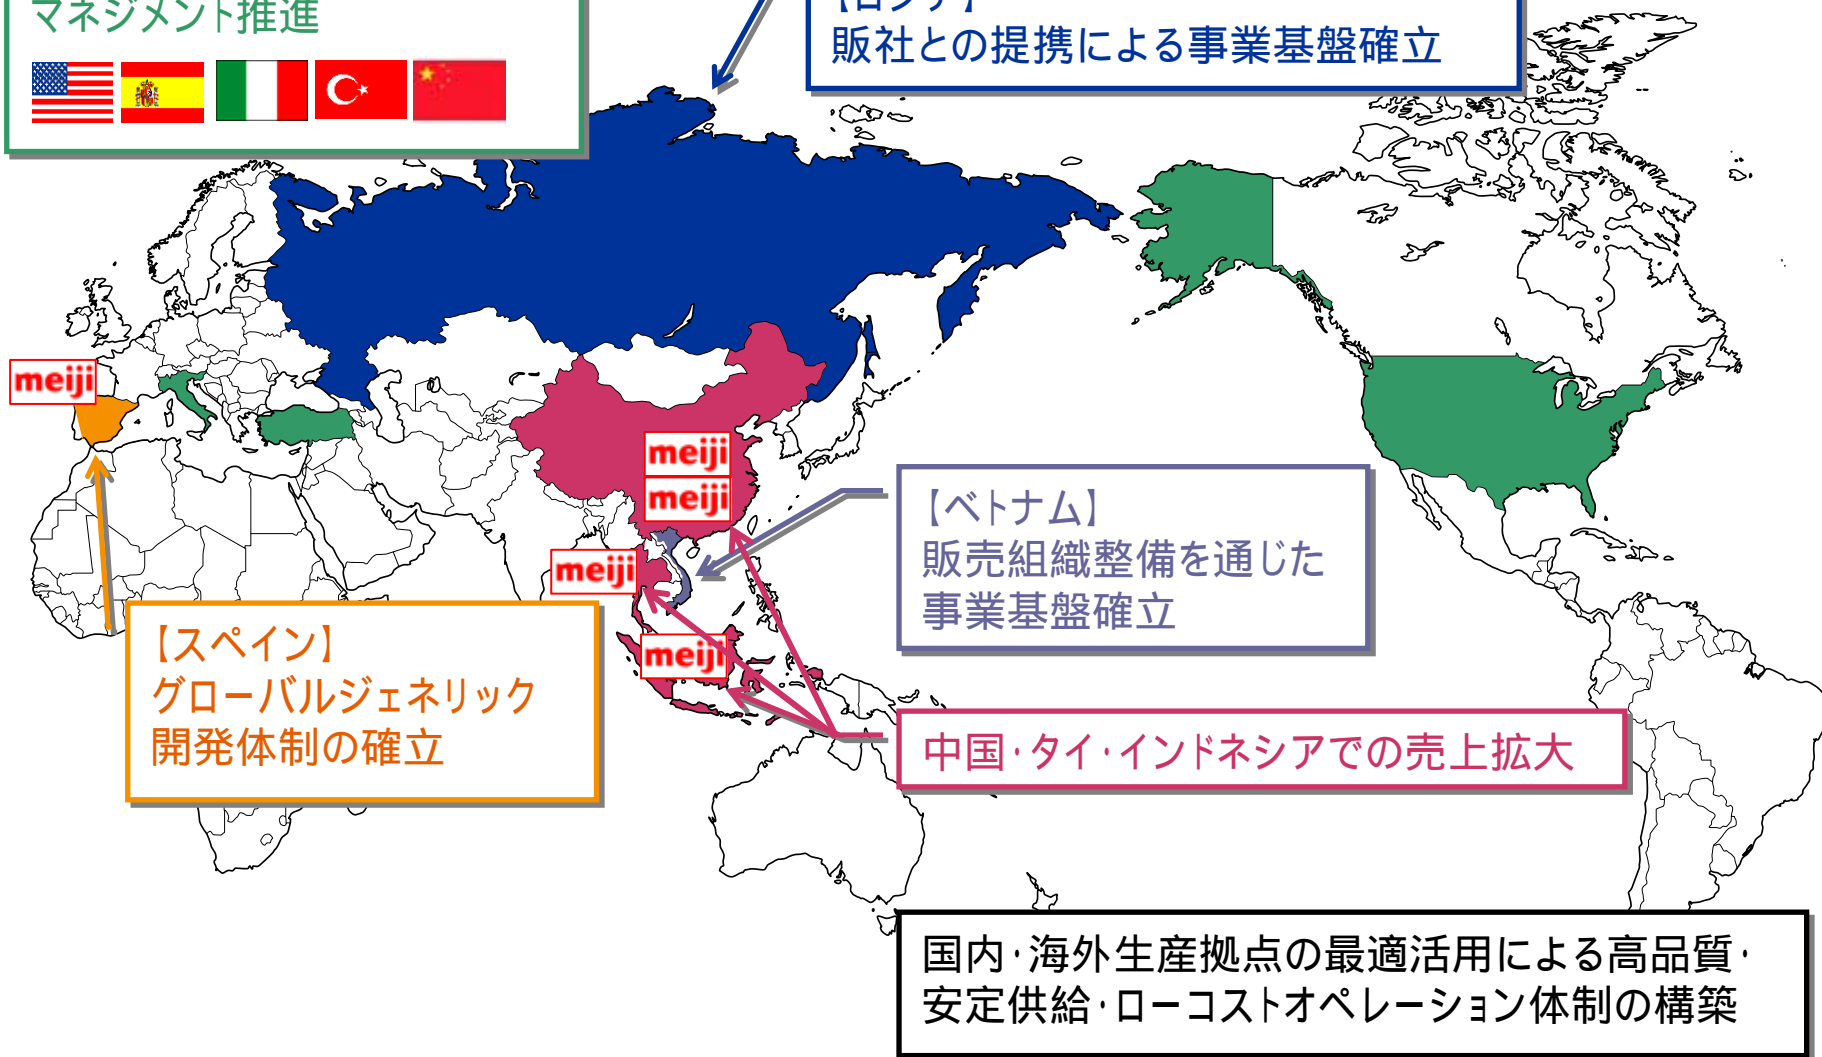 マネジメント推進
【ロシア】
販社との提携による事業基盤確立
meiji
meiji
meiji
meiji
meiji
【ベトナム】
販売組織整備を通じた
事業基盤確立
【スペイン】
グローバルジェネリック
開発体制の確立
中国・タイ・インドネシアでの売上拡大
国内・海外生産拠点の最適活用による高品質・
安定供給・ローコストオペレーション体制の構築